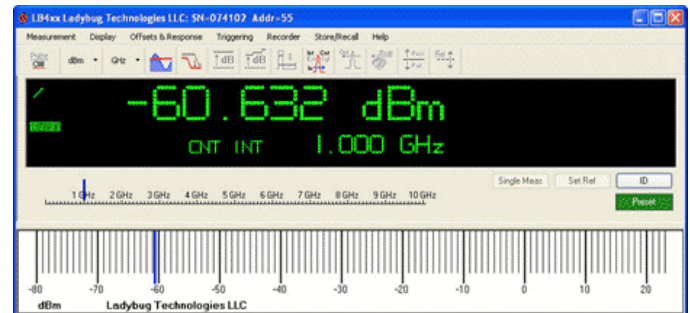 LB4xx Ladybug Technologies LLC: SN-074102 Addr-55
Measurement Display Offsets & Response Triggering Recorder Store/Recall Help
dBm GHz
-60.632 dBm
CNT INT 1.000 GHz
Single Meas Set Ref ID
1 GHz 2 GHz 3 GHz 4 GHz 5 GHz 6 GHz 7 GHz 8 GHz 9 GHz 10 GHz
Preset
-80 -70 -60 -50 -40 -30 -20 -10 0 10 20
dBm Ladybug Technologies LLC